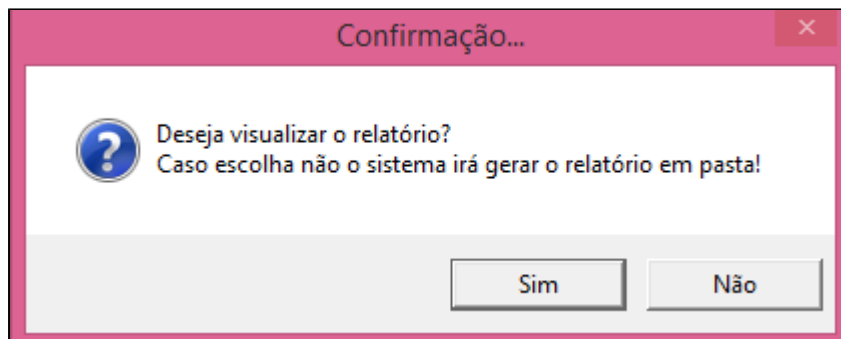 Confirmação...
Deseja visualizar o relatório?
Caso escolha não o sistema irá gerar o relatório em pasta!
Sim
Não